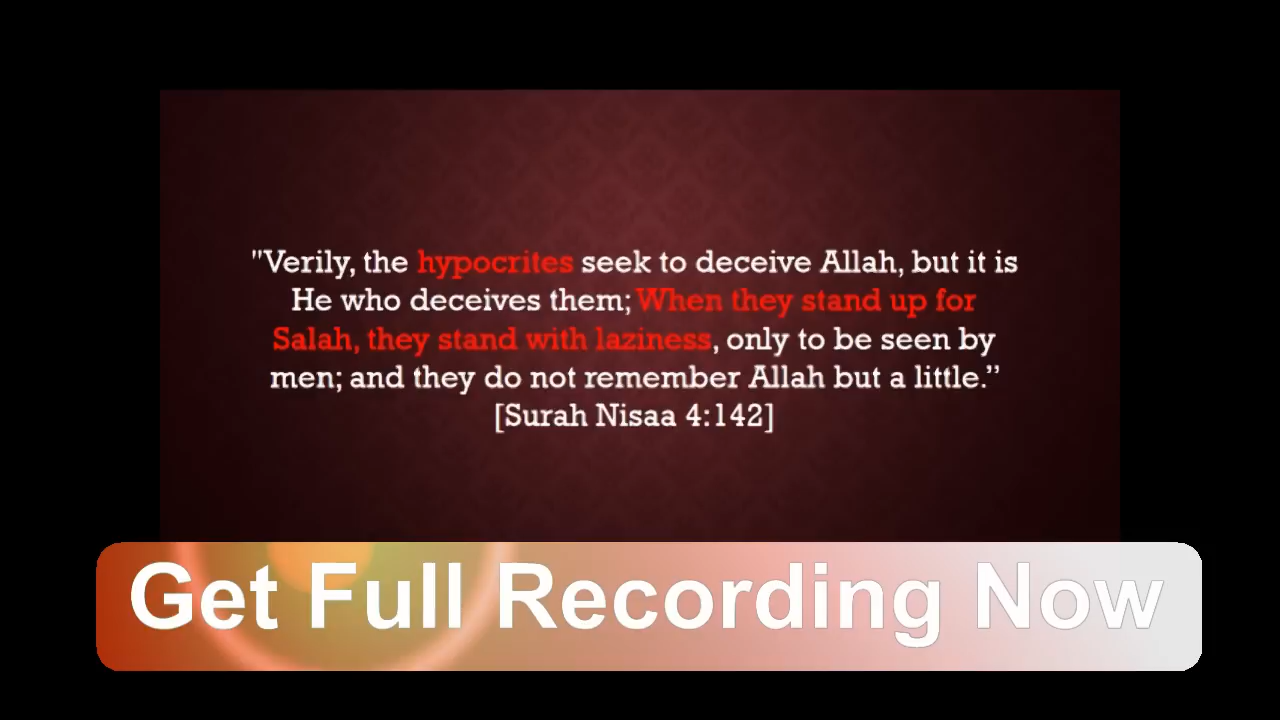 "Verily, the hypocrites seek to deceive Allah, but it is
He who deceives them; When they stand up for
Salah, they stand with laziness, only to be seen by
men; and they do not remember Allah but a little.”
[Surah Nisaa 4:142]
Get Full Recording Now